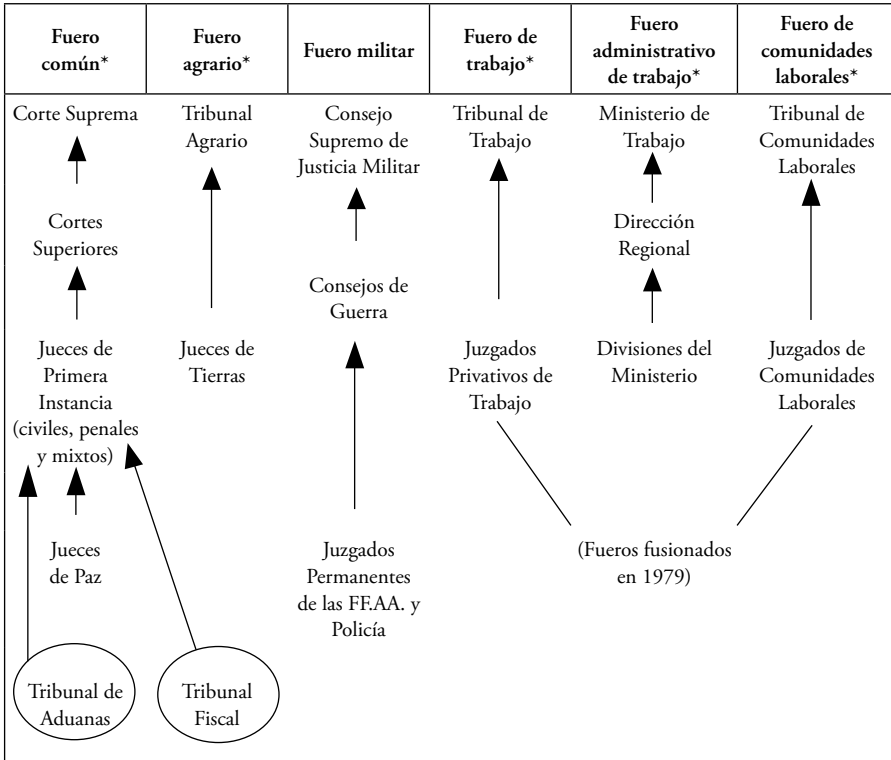 Fuero
común*
Fuero
agrario*
Fuero militar
Fuero de
trabajo*
Fuero
administrativo
de trabajo*
Fuero de
comunidades
laborales*
Corte Suprema
Cortes
Superiores
Jueces de
Primera
Instancia
(civiles, penales
y mixtos)
Jueces
de Paz
Tribunal de
Aduanas
Tribunal
Agrario
Jueces de
Tierras
Tribunal
Fiscal
Consejo
Supremo de
Justicia Militar
Consejos de
Guerra
Juzgados
Permanentes
de las FF.AA. y
Policía
Tribunal de
Trabajo
Juzgados
Privativos de
Trabajo
Ministerio de
Trabajo
Dirección
Regional
Divisiones del
Ministerio
(Fueros fusionados
en 1979)
Tribunal de
Comunidades
Laborales
Juzgados de
Comunidades
Laborales